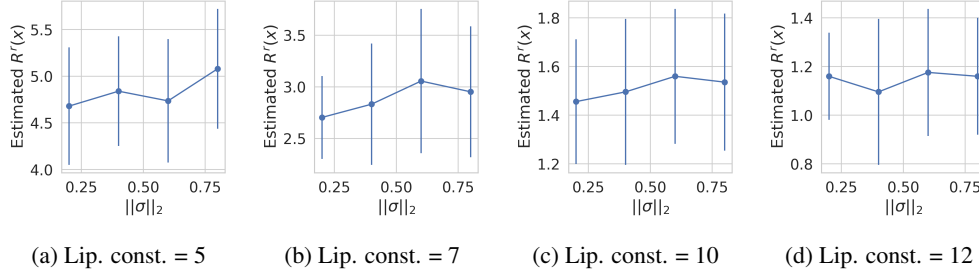 Estimated R^r(x)
5.5
5.0
4.5
4.0
0.25 0.50 0.75
||σ||₂
(a) Lip. const. = 5
Estimated R^r(x)
3.5
3.0
2.5
0.25 0.50 0.75
||σ||₂
(b) Lip. const. = 7
Estimated R^r(x)
1.8
1.6
1.4
1.2
0.25 0.50 0.75
||σ||₂
(c) Lip. const. = 10
Estimated R^r(x)
1.4
1.2
1.0
0.8
0.25 0.50 0.75
||σ||₂
(d) Lip. const. = 12